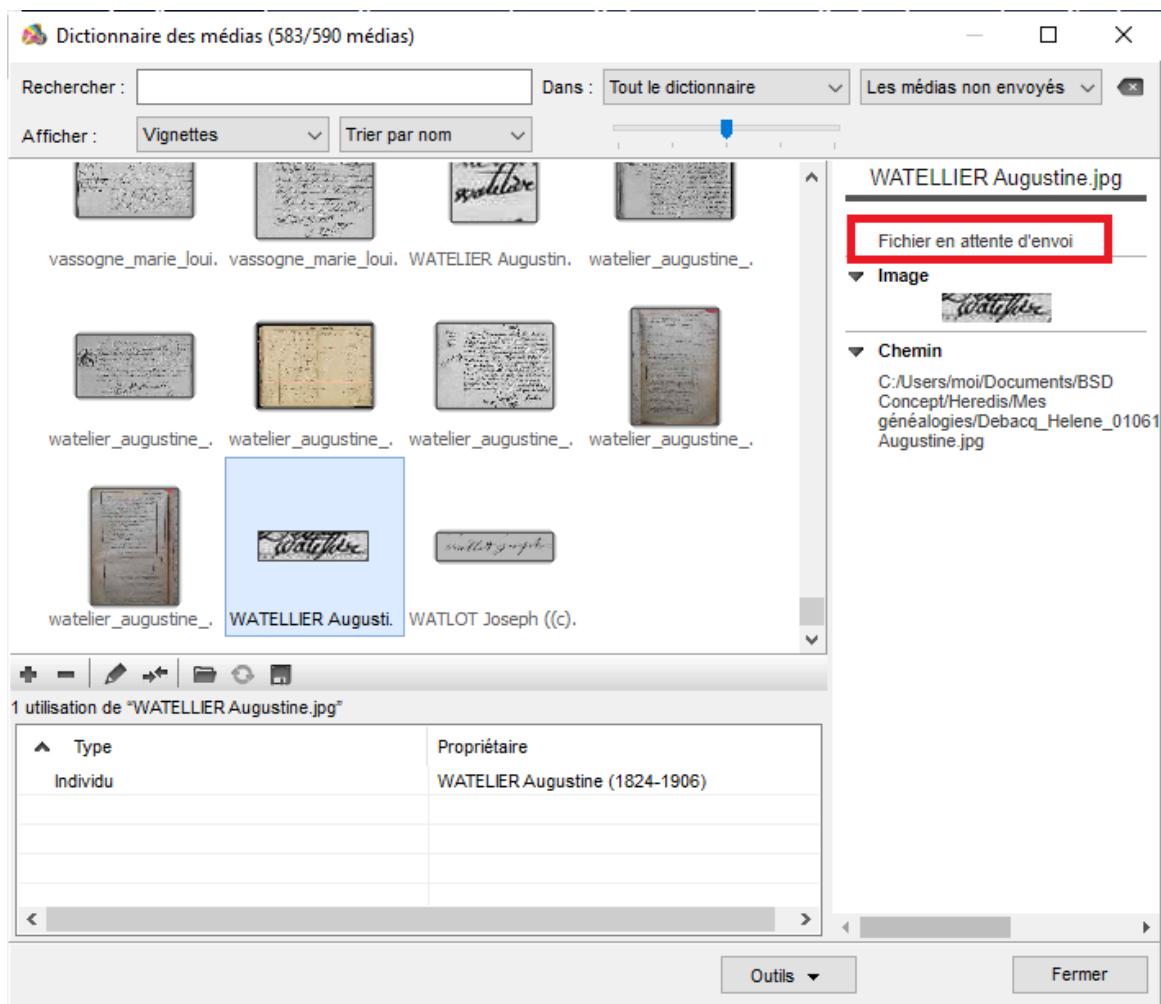 Dictionnaire des médias (583/590 médias)
Rechercher :
Dans : Tout le dictionnaire
Les médias non envoyés
Afficher : Vignettes
Trier par nom
vassogne_marie_loui. vassogne_marie_loui. WATELIER Augustin. watelier_augustine_.
watelier_augustine_. watelier_augustine_. watelier_augustine_. watelier_augustine_.
watelier_augustine_. WATELLIER Augusti. WATLOT Joseph ((c).
1 utilisation de “WATELLIER Augustine.jpg”
Type Propriétaire
Individu WATELIER Augustine (1824-1906)
WATELLIER Augustine.jpg
Fichier en attente d'envoi
Image
Chemin
C:/Users/moi/Documents/BSD
Concept/Heredis/Mes
généalogies/Debacq_Helene_01061
Augustine.jpg
Outils
Fermer